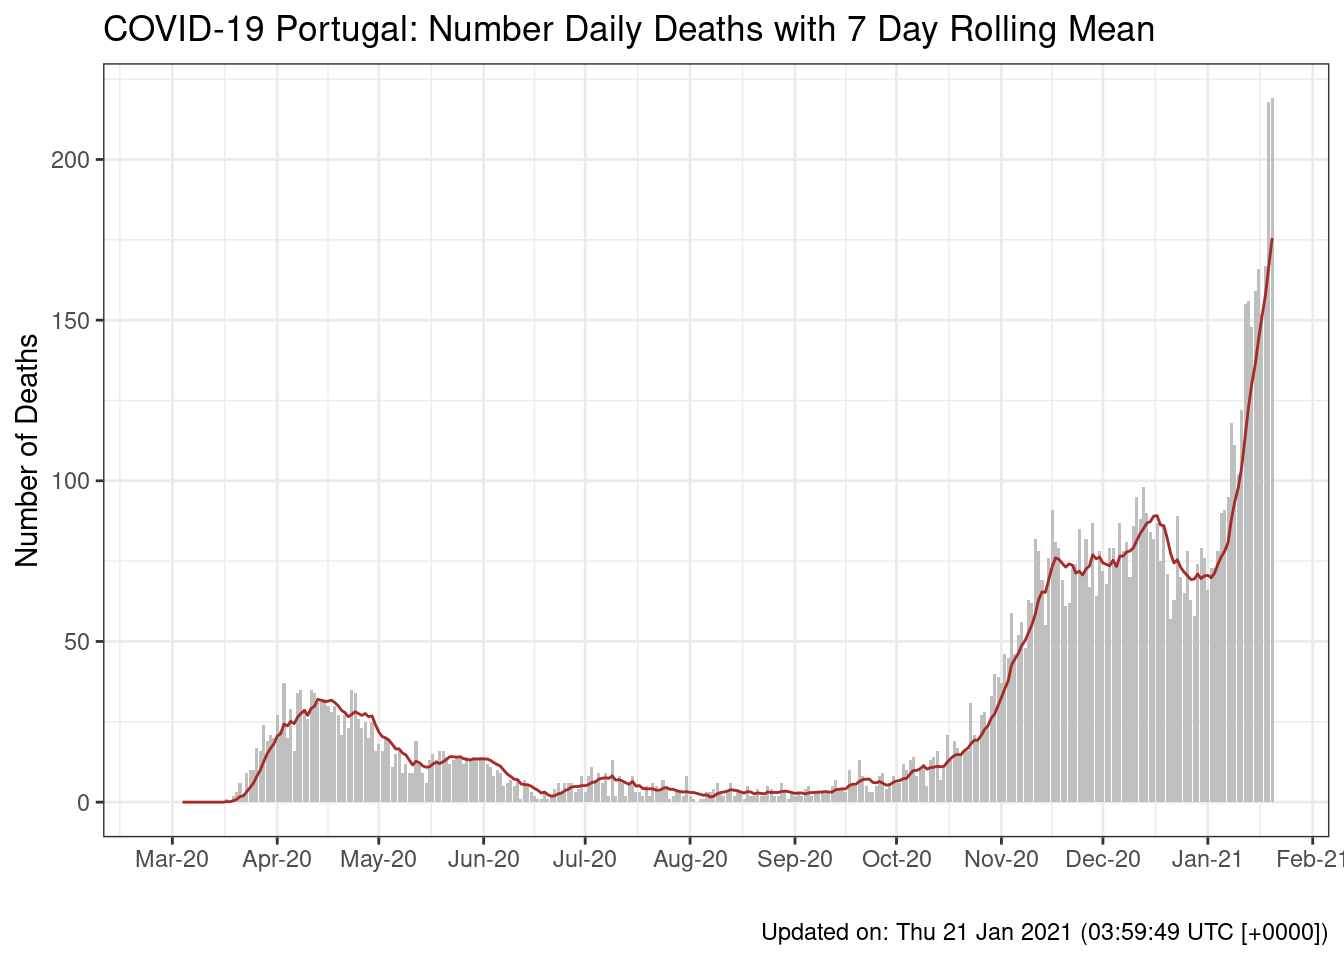 COVID-19 Portugal: Number Daily Deaths with 7 Day Rolling Mean
Number of Deaths
200
150
100
50
0
Mar-20 Apr-20 May-20 Jun-20 Jul-20 Aug-20 Sep-20 Oct-20 Nov-20 Dec-20 Jan-21 Feb-21
Updated on: Thu 21 Jan 2021 (03:59:49 UTC [+0000])